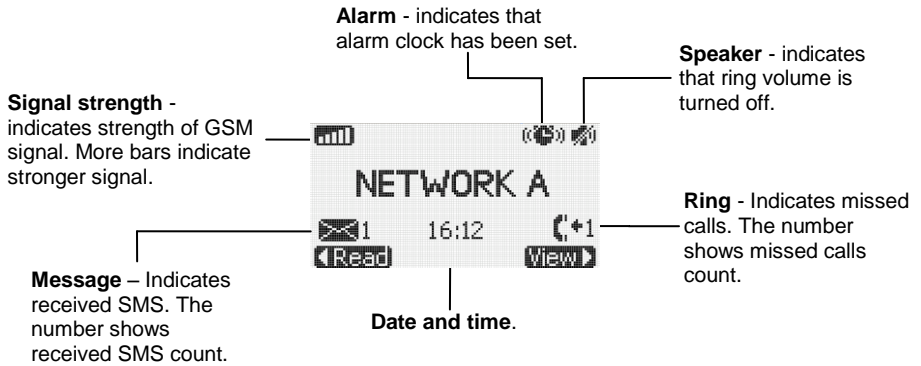 Alarm - indicates that
alarm clock has been set.
Speaker - indicates
that ring volume is
turned off.
Signal strength -
indicates strength of GSM
signal. More bars indicate
stronger signal.
NETWORK A
1
16:12
1
Read
View
Ring - Indicates missed
calls. The number
shows missed calls
count.
Message – Indicates
received SMS. The
number shows
received SMS count.
Date and time.